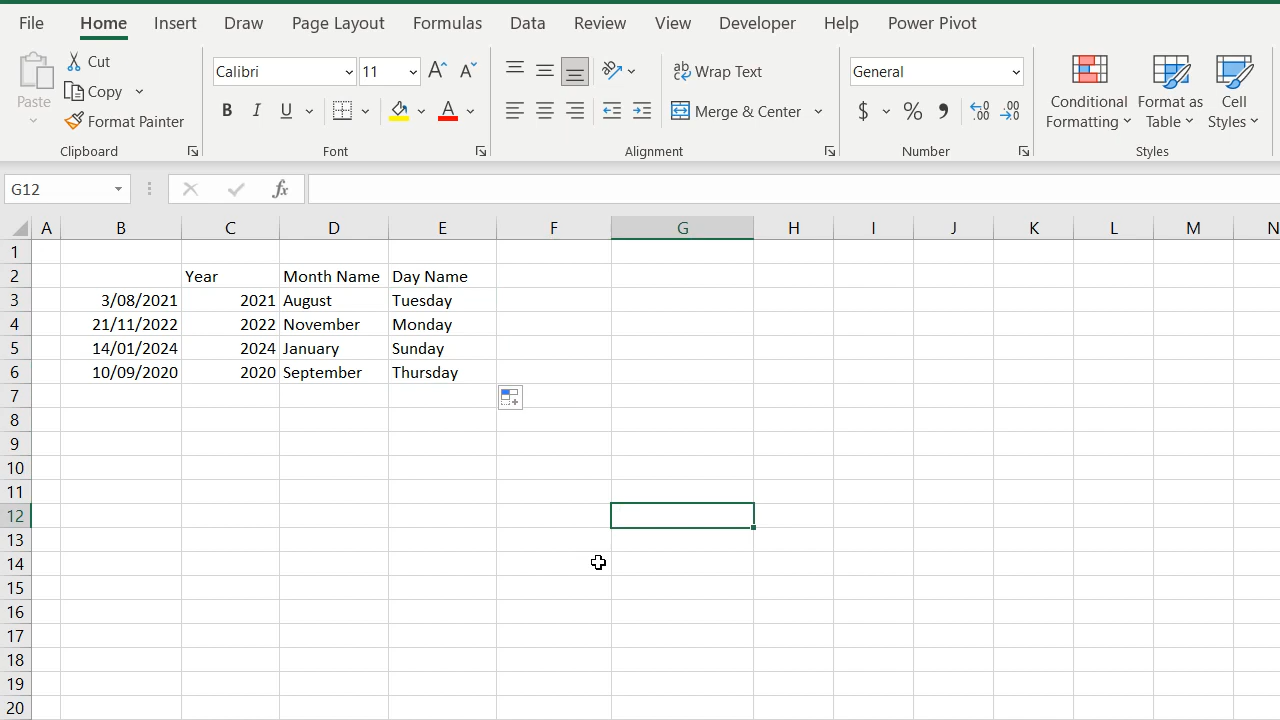 File Home Insert Draw Page Layout Formulas Data Review View Developer Help Power Pivot
Paste Cut Copy Format Painter
Clipboard
Calibri 11
B I U A
Font
Wrap Text
Merge & Center
Alignment
General
$ % , .00
Number
Conditional Formatting Format as Table Cell Styles
Styles
G12 fx
A B C D E F G H I J K L M N
1
2 Year Month Name Day Name
3 3/08/2021 2021 August Tuesday
4 21/11/2022 2022 November Monday
5 14/01/2024 2024 January Sunday
6 10/09/2020 2020 September Thursday
7
8
9
10
11
12
13
14
15
16
17
18
19
20